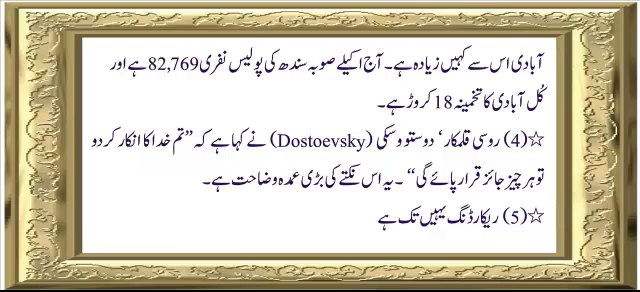 آبادی اس سے کہیں زیادہ ہے۔ آج اکیلے صوبہ سندھ کی پولیس نفری 82,769 ہے اور
کُل آبادی کا تخمینہ 18 کروڑ ہے۔
☆(4) روسی قلمکار‘ دوستووسکی (Dostoevsky) نے کہا ہے کہ ’’تم خدا کا انکار کر دو
تو ہر چیز جائز قرار پائے گی‘‘ ۔ یہ اس نکتے کی بڑی عمدہ وضاحت ہے۔
☆(5) ریکارڈنگ یہیں تک ہے